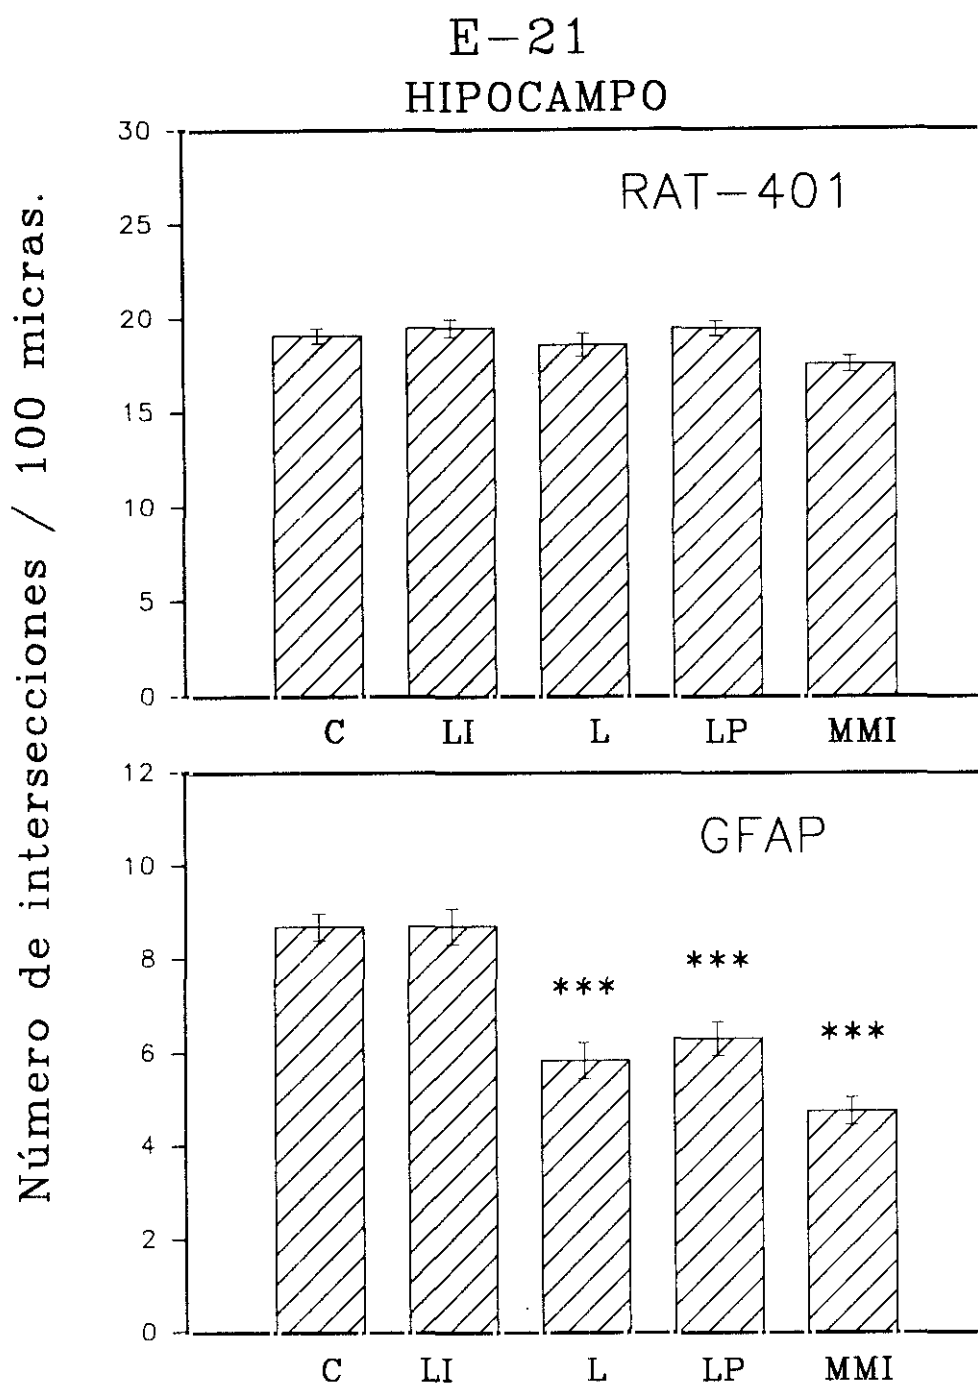 E-21
HIPOCAMPO
Número de intersecciones / 100 micras.
RAT-401
30
25
20
15
10
5
0
C LI L LP MMI
GFAP
12
10
8
6
4
2
0
*** *** ***
C LI L LP MMI